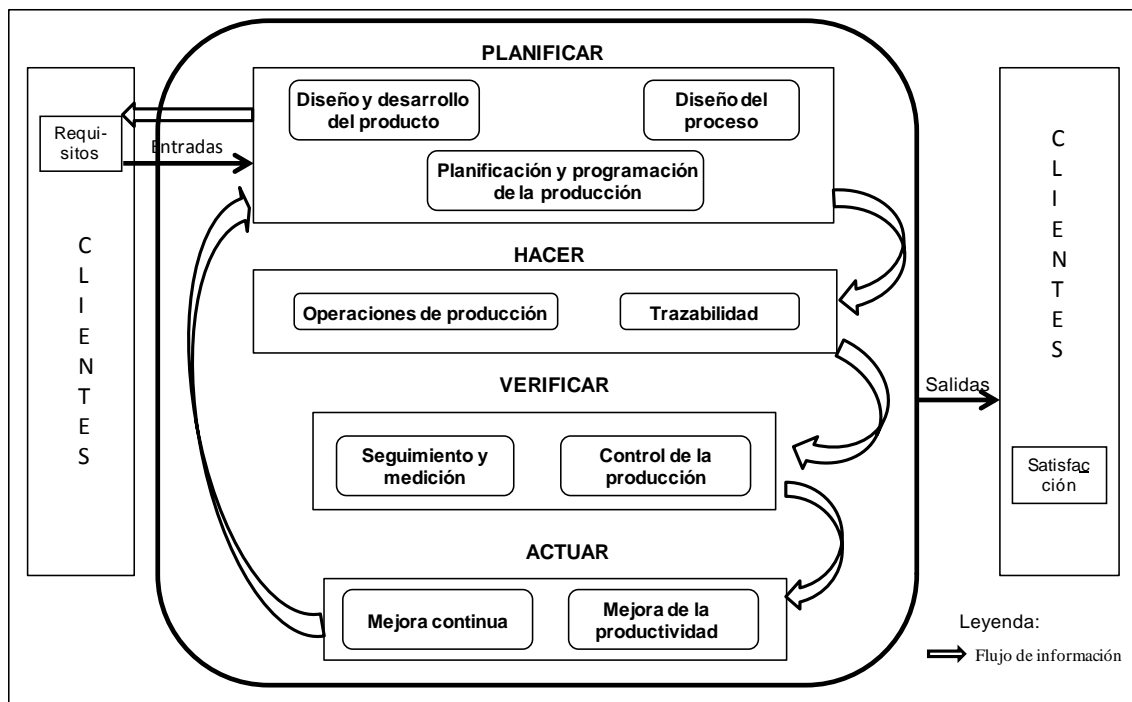 PLANIFICAR
Diseño y desarrollo
del producto
Diseño del
proceso
Requi-
sitos
Entradas
Planificación y programación
de la producción
CLIENTES
CLIENTES
HACER
Operaciones de producción
Trazabilidad
VERIFICAR
Salidas
Seguimiento y
medición
Control de la
producción
Satisfac
ción
ACTUAR
Mejora continua
Mejora de la
productividad
Leyenda:
Flujo de información